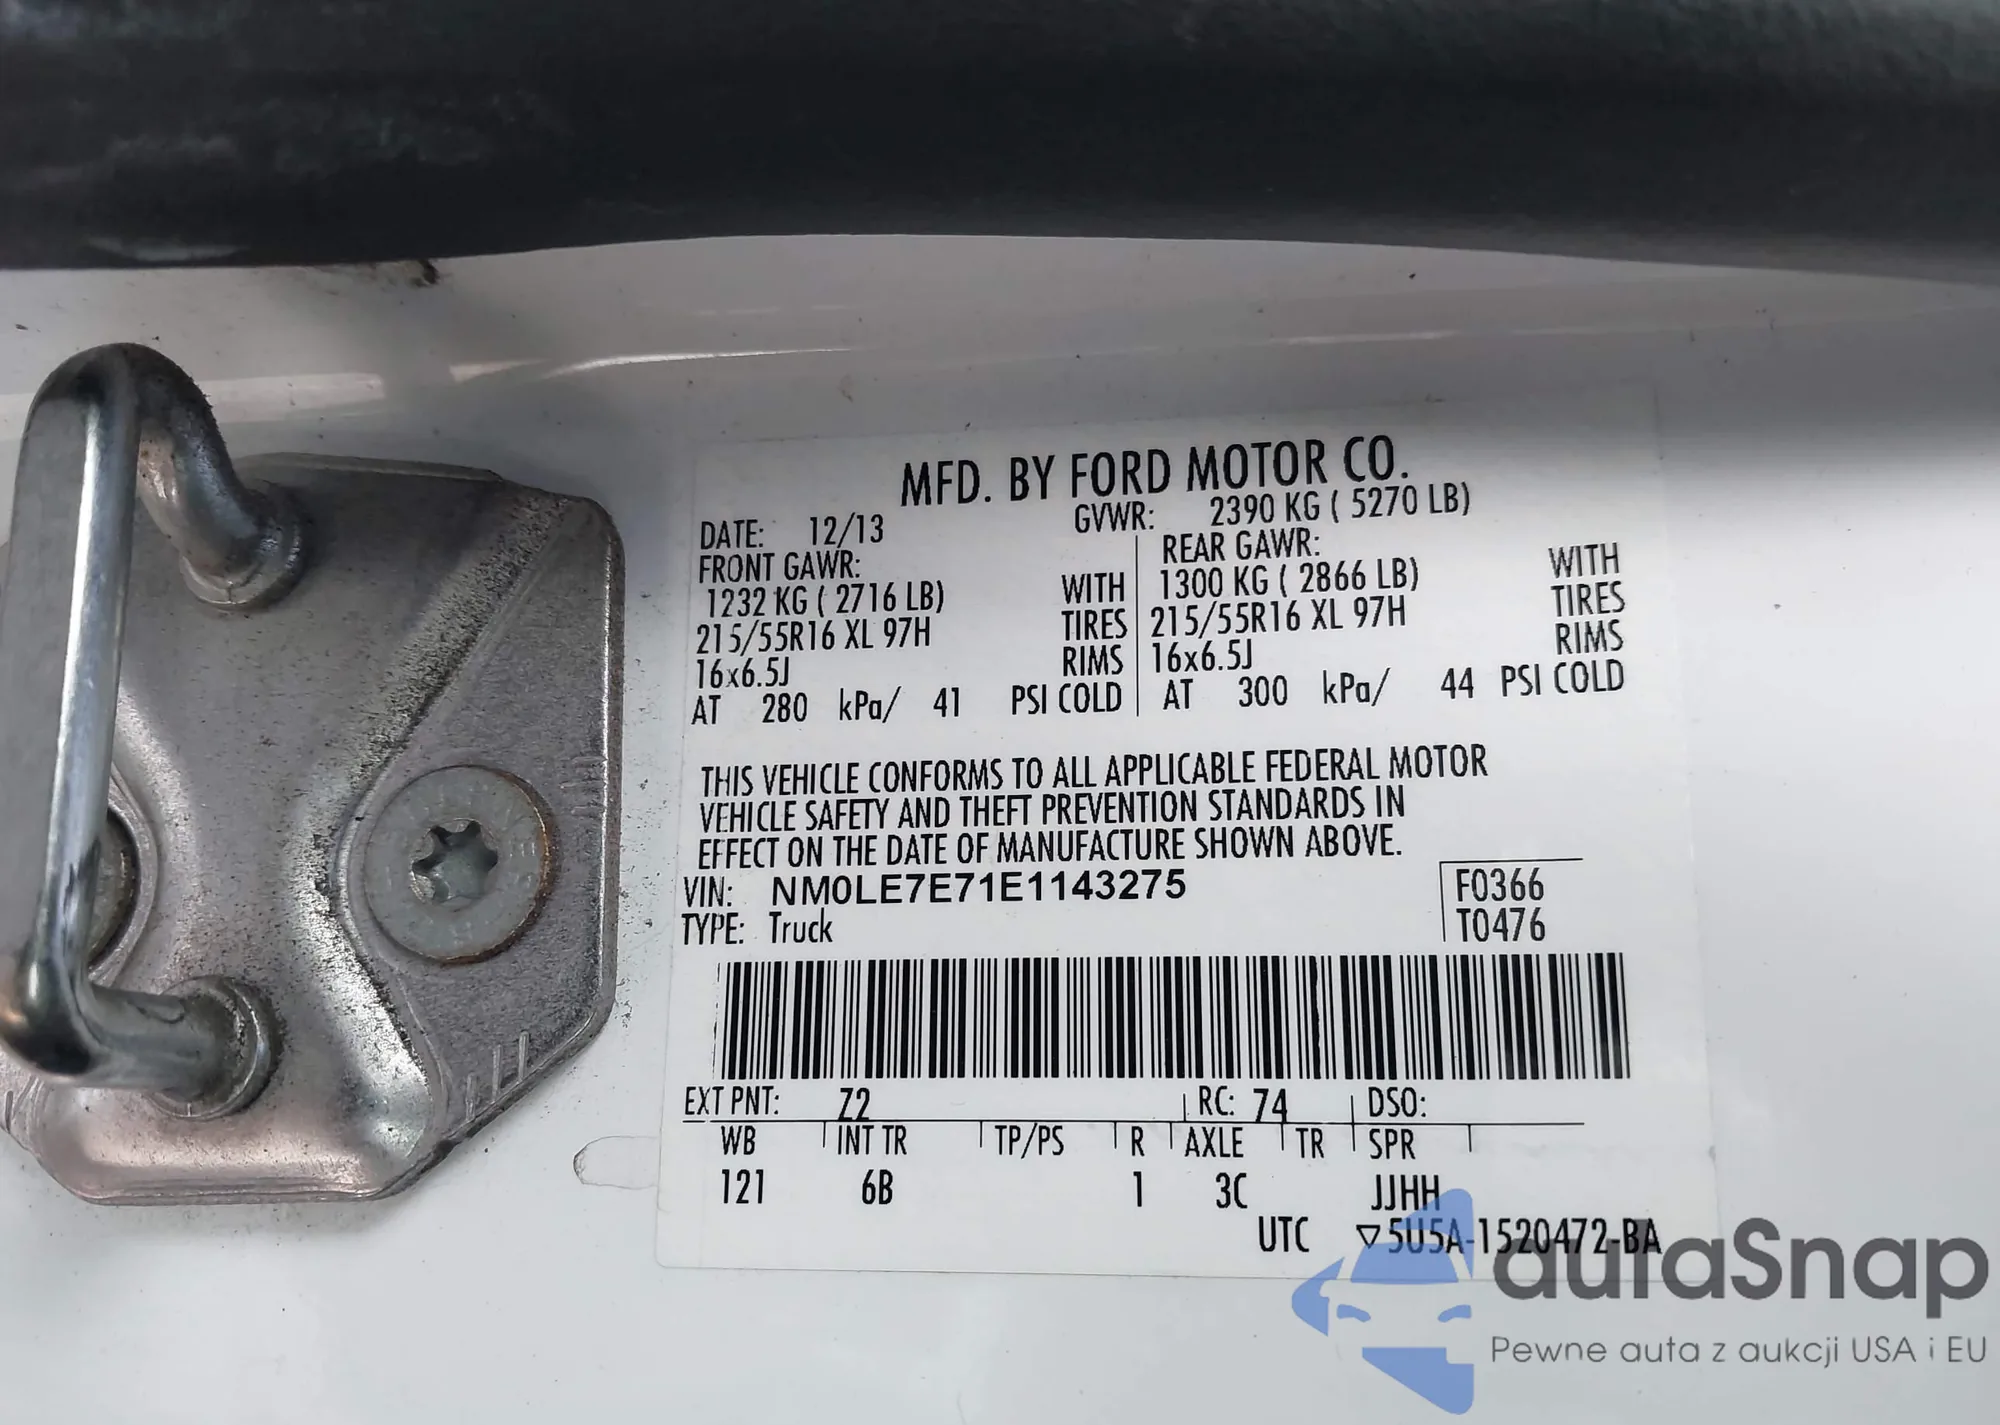 MFD. BY FORD MOTOR CO.
DATE: 12/13 GVWR: 2390 KG ( 5270 LB)
FRONT GAWR: REAR GAWR:
1232 KG ( 2716 LB) WITH 1300 KG ( 2866 LB) WITH
215/55R16 XL 97H TIRES 215/55R16 XL 97H TIRES
16x6.5J RIMS 16x6.5J RIMS
AT 280 kPa/ 41 PSI COLD AT 300 kPa/ 44 PSI COLD
THIS VEHICLE CONFORMS TO ALL APPLICABLE FEDERAL MOTOR
VEHICLE SAFETY AND THEFT PREVENTION STANDARDS IN
EFFECT ON THE DATE OF MANUFACTURE SHOWN ABOVE.
VIN: NM0LE7E71E1143275 F0366
TYPE: Truck T0476
EXT PNT: Z2 RC: 74 DSO:
WB INT TR TP/PS R AXLE TR SPR
121 6B 1 3C JJHH
UTC ▽5U5A-1520472-BA
autaSnap
Pewne auta z aukcji USA i EU